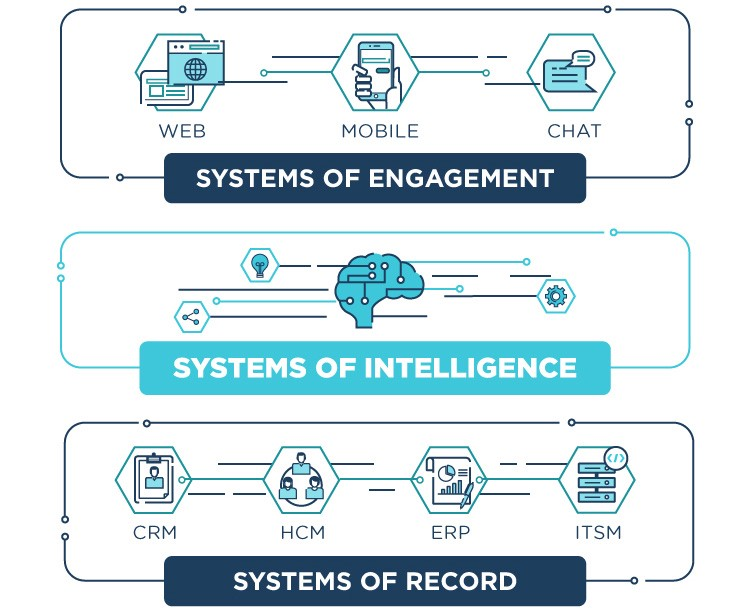 WEB
MOBILE
CHAT
SYSTEMS OF ENGAGEMENT
SYSTEMS OF INTELLIGENCE
CRM
HCM
ERP
ITSM
SYSTEMS OF RECORD